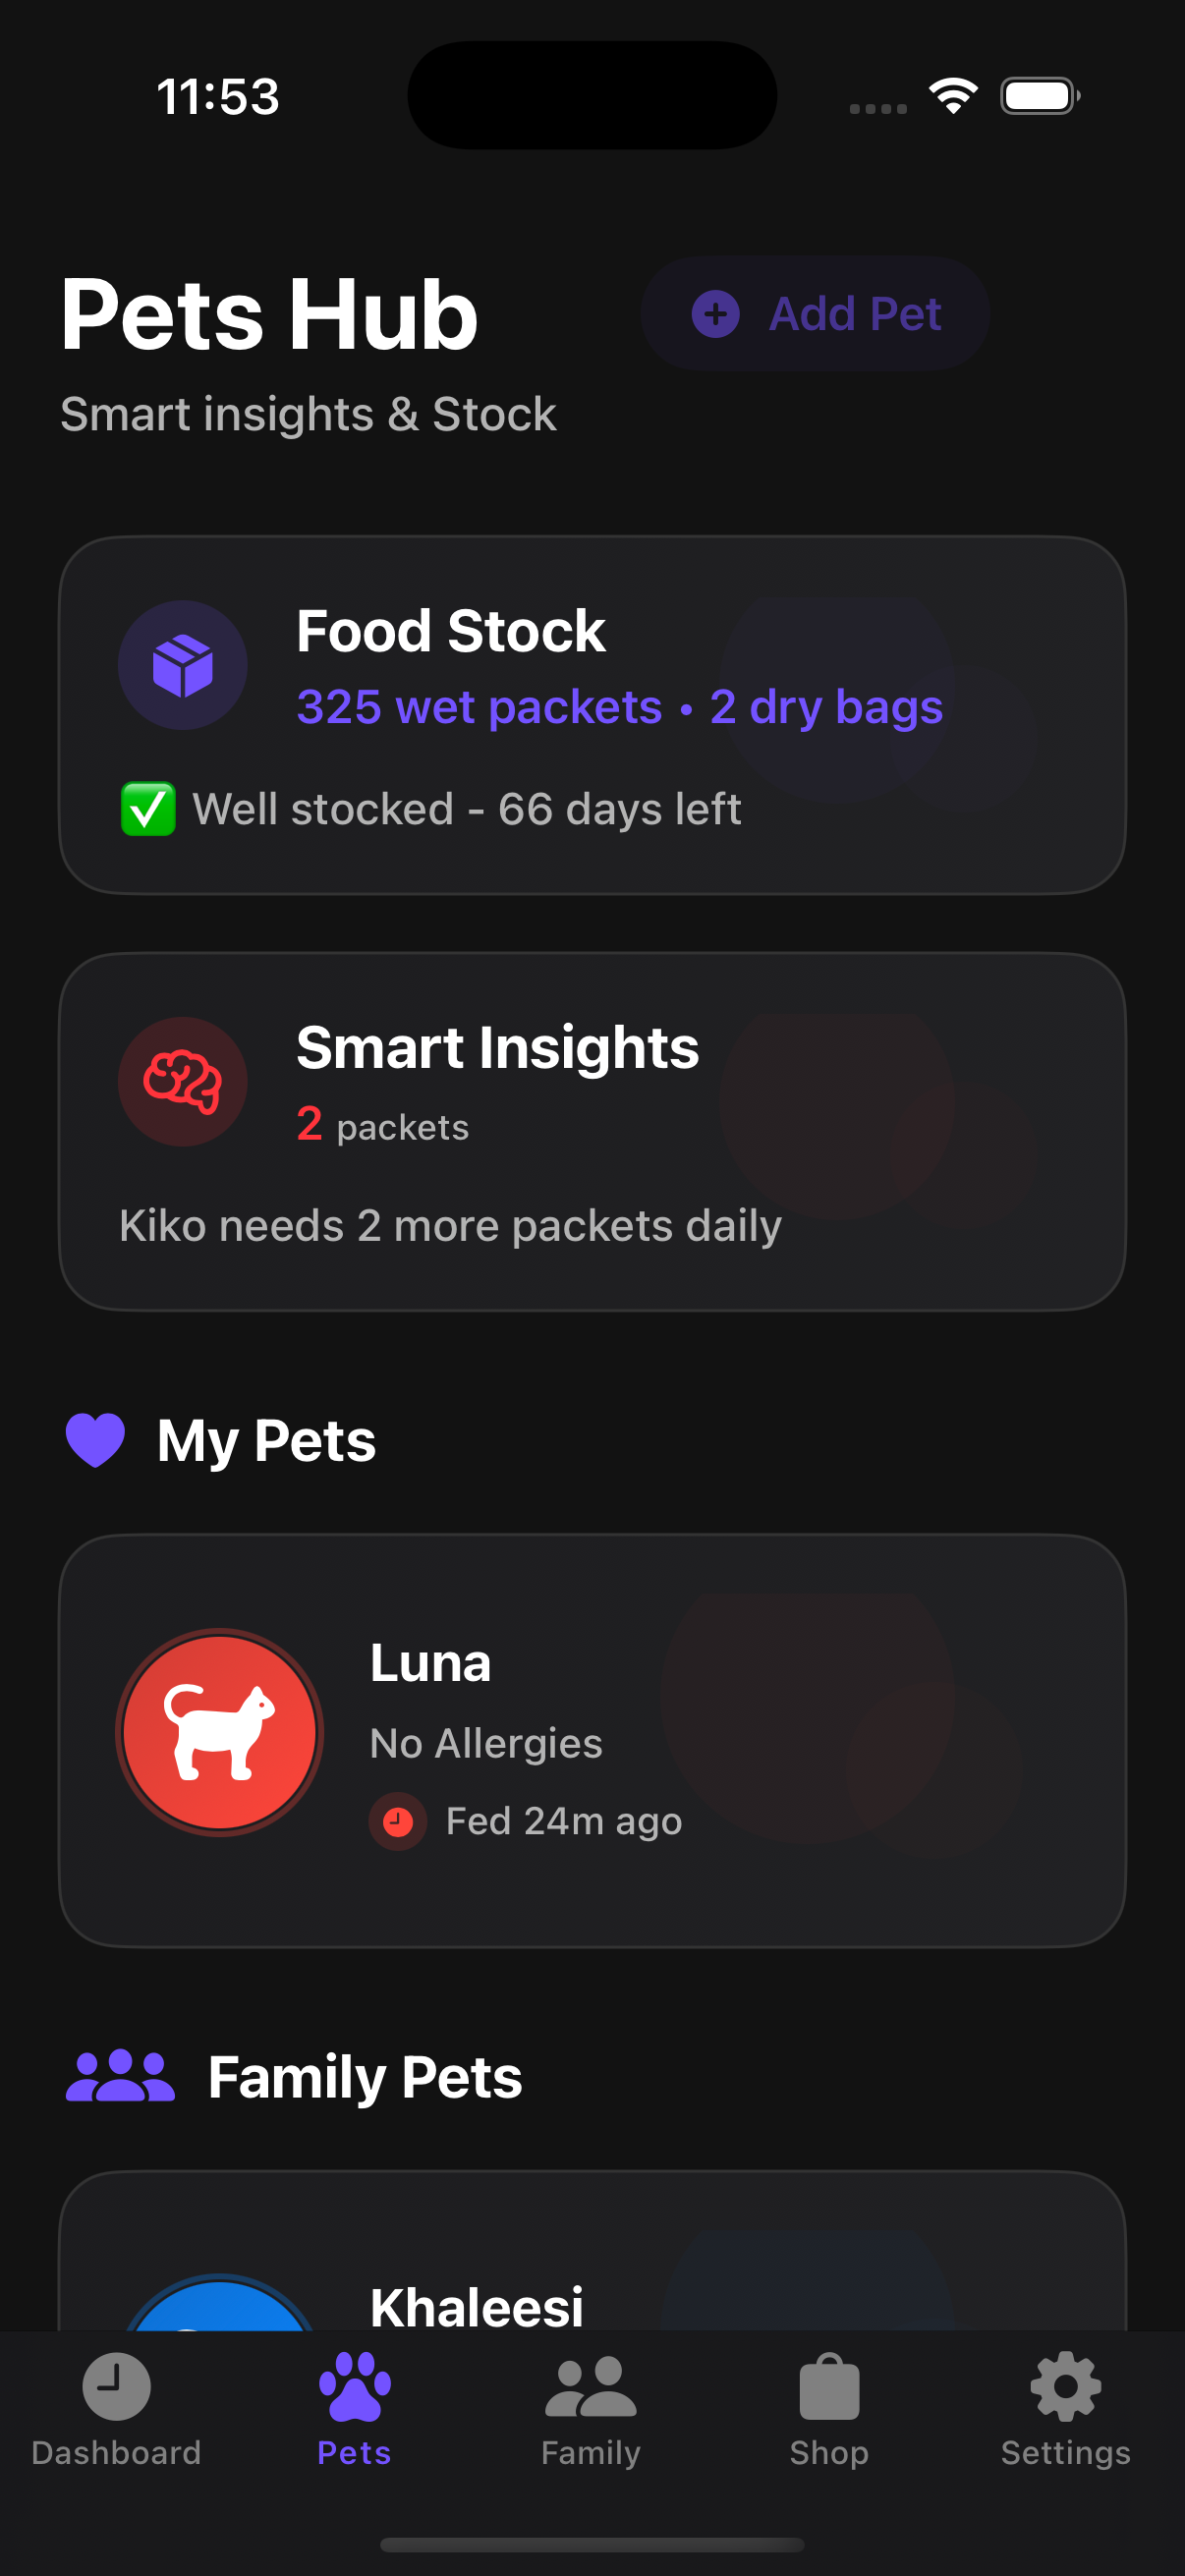 11:53
Pets Hub
Add Pet
Smart insights & Stock
Food Stock
325 wet packets • 2 dry bags
✅ Well stocked - 66 days left
Smart Insights
2 packets
Kiko needs 2 more packets daily
My Pets
Luna
No Allergies
Fed 24m ago
Family Pets
Khaleesi
Dashboard
Pets
Family
Shop
Settings